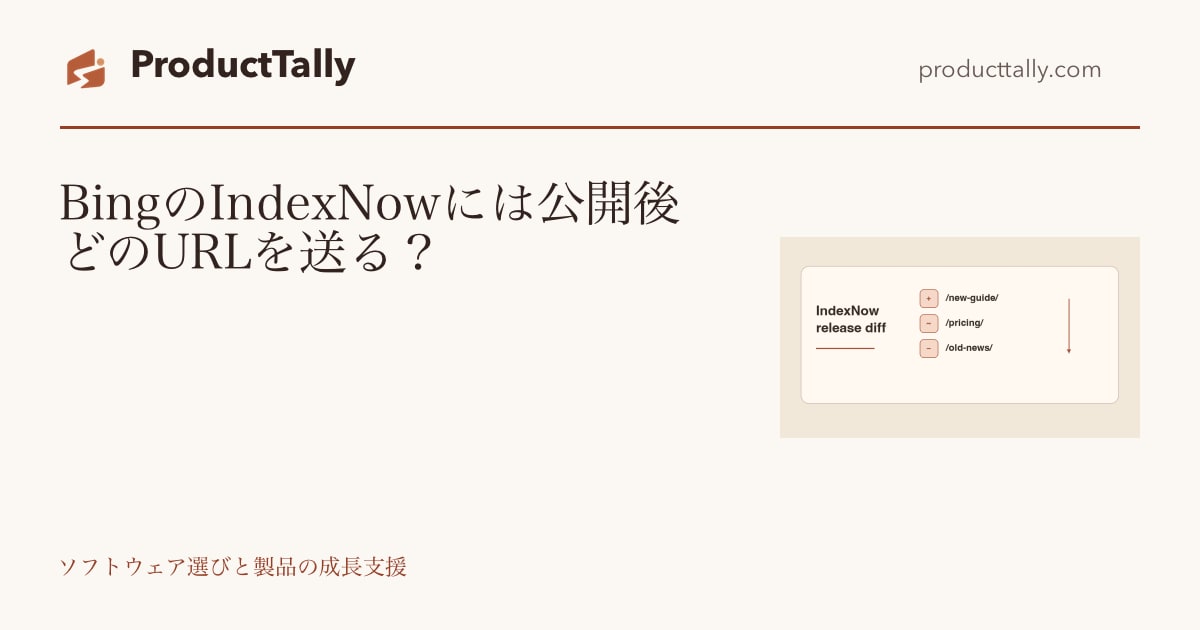 ProductTally
producttally.com
BingのIndexNowには公開後
どのURLを送る？
IndexNow
release diff
+ /new-guide/
~ /pricing/
− /old-news/
ソフトウェア選びと製品の成長支援